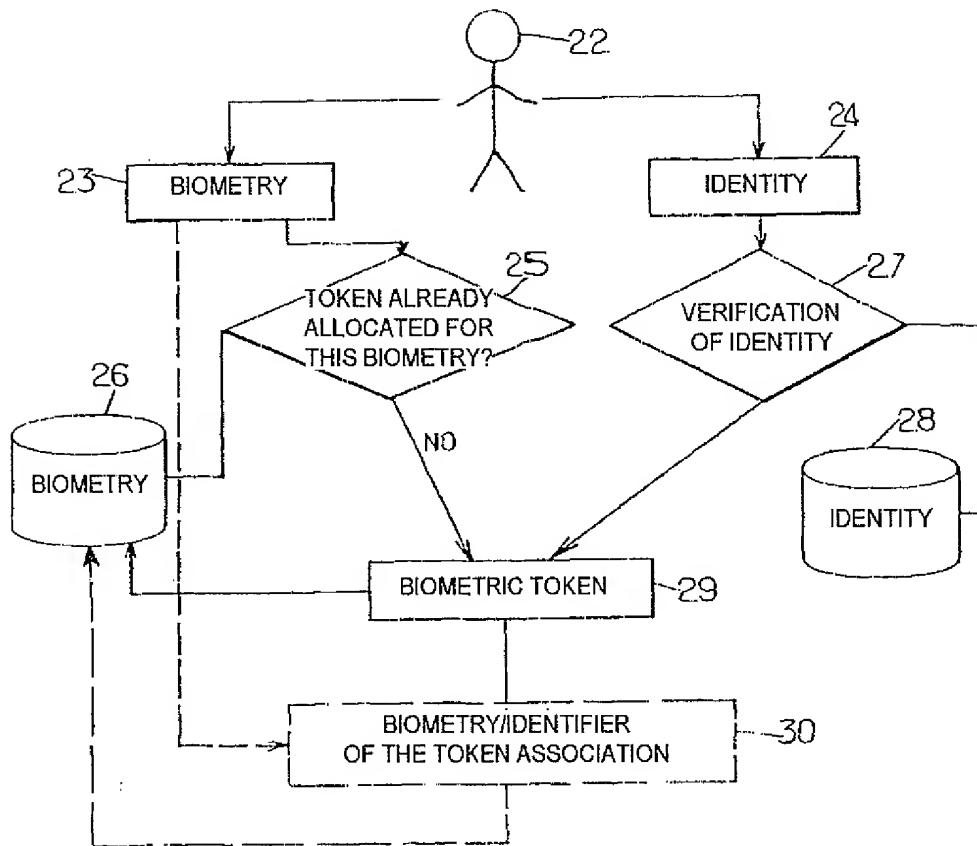 22
24
23
BIOMETRY
IDENTITY
25
27
TOKEN ALREADY
ALLOCATED FOR
THIS BIOMETRY?
VERIFICATION
OF IDENTITY
26
NO
28
BIOMETRY
IDENTITY
BIOMETRIC TOKEN
29
BIOMETRY/IDENTIFIER
OF THE TOKEN ASSOCIATION
30